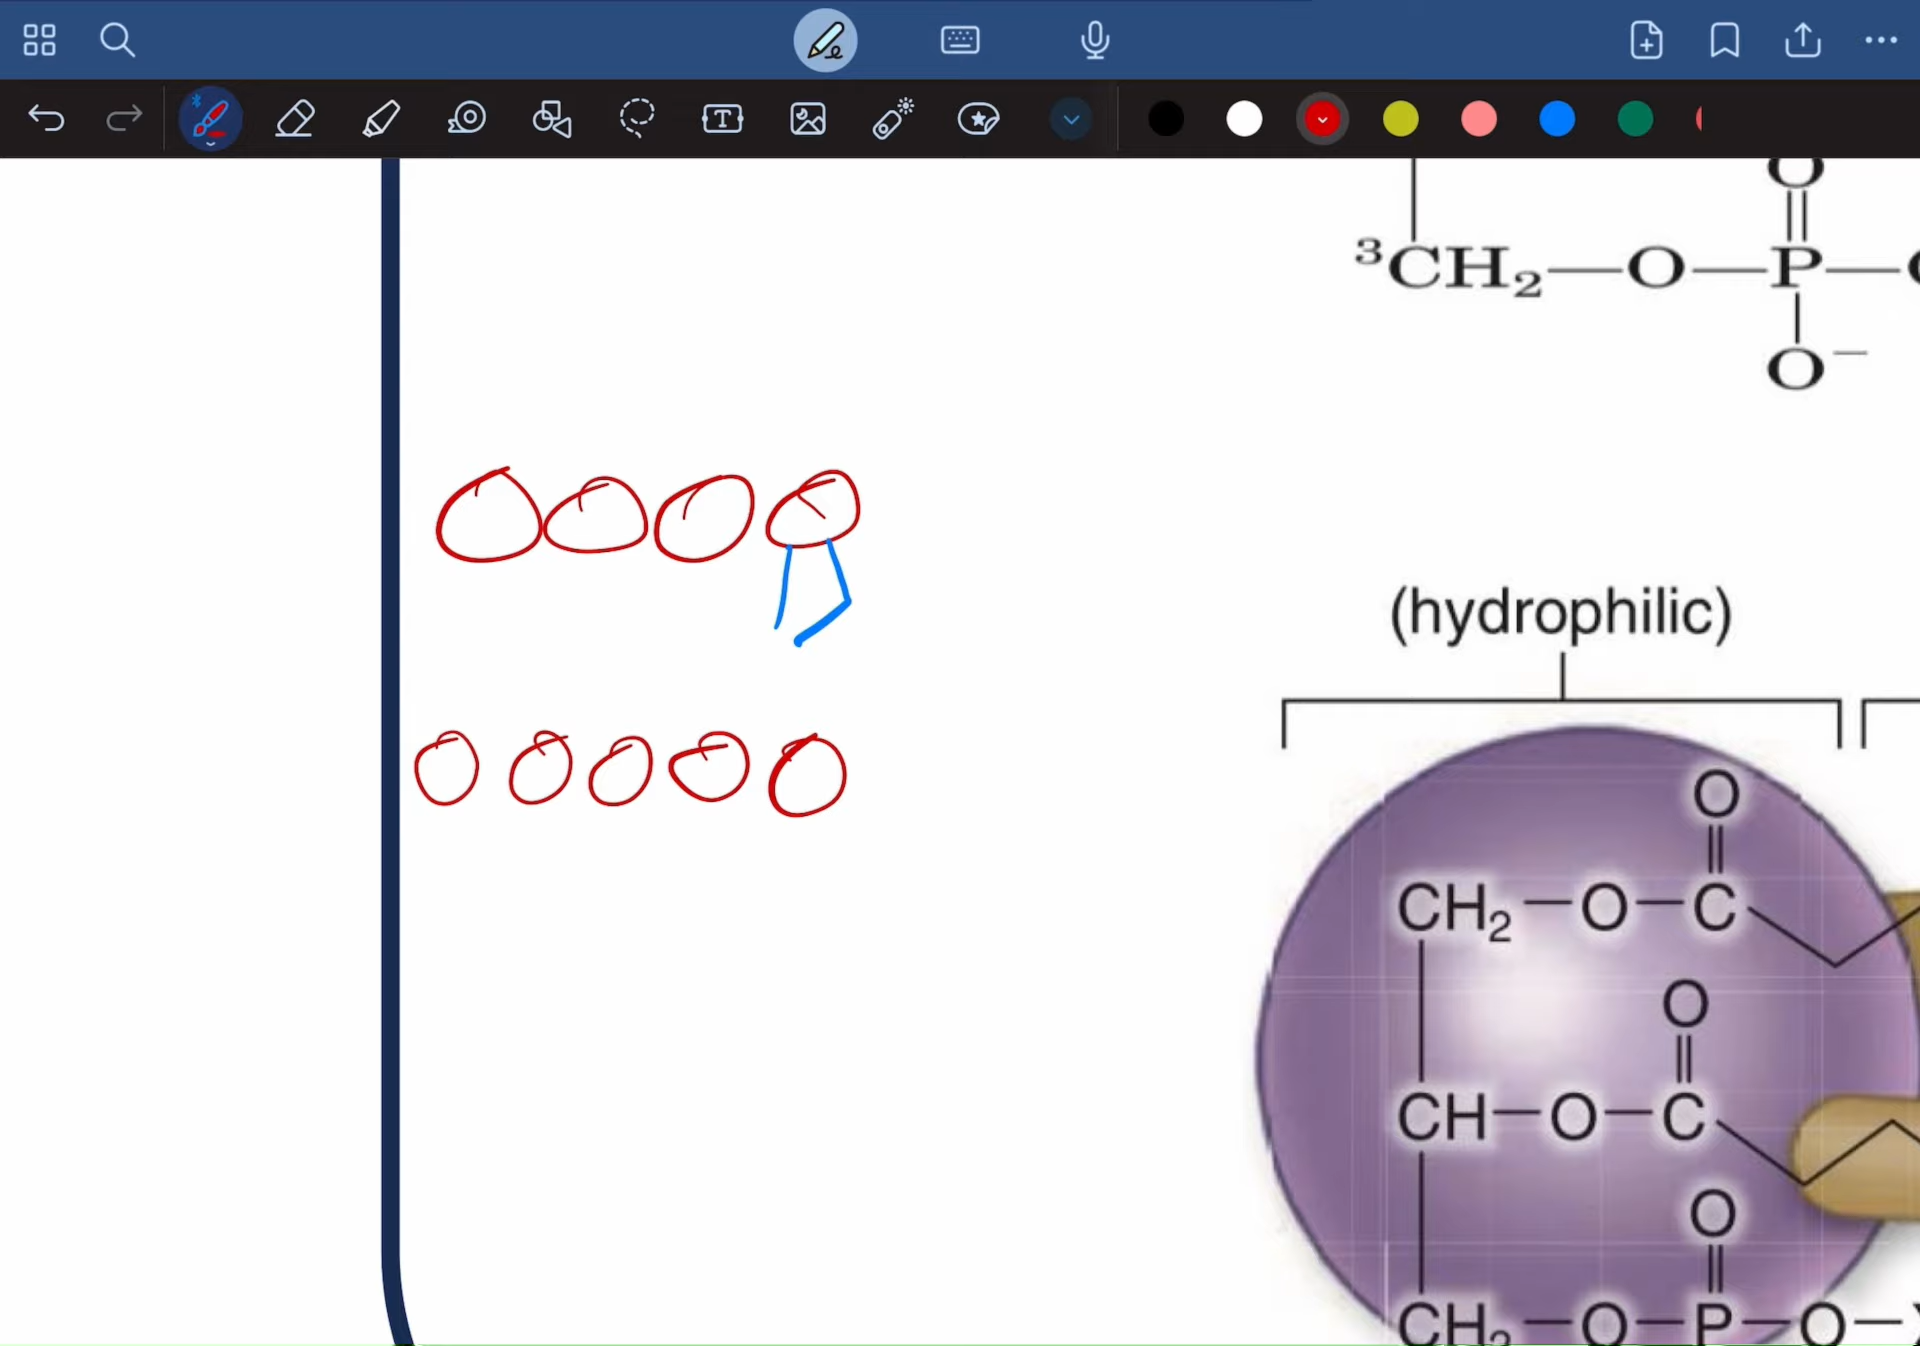 O
³CH₂—O—P—
O⁻
(hydrophilic)
O
CH₂—O—C
O
CH—O—C
O
CH₂—O—P—O—